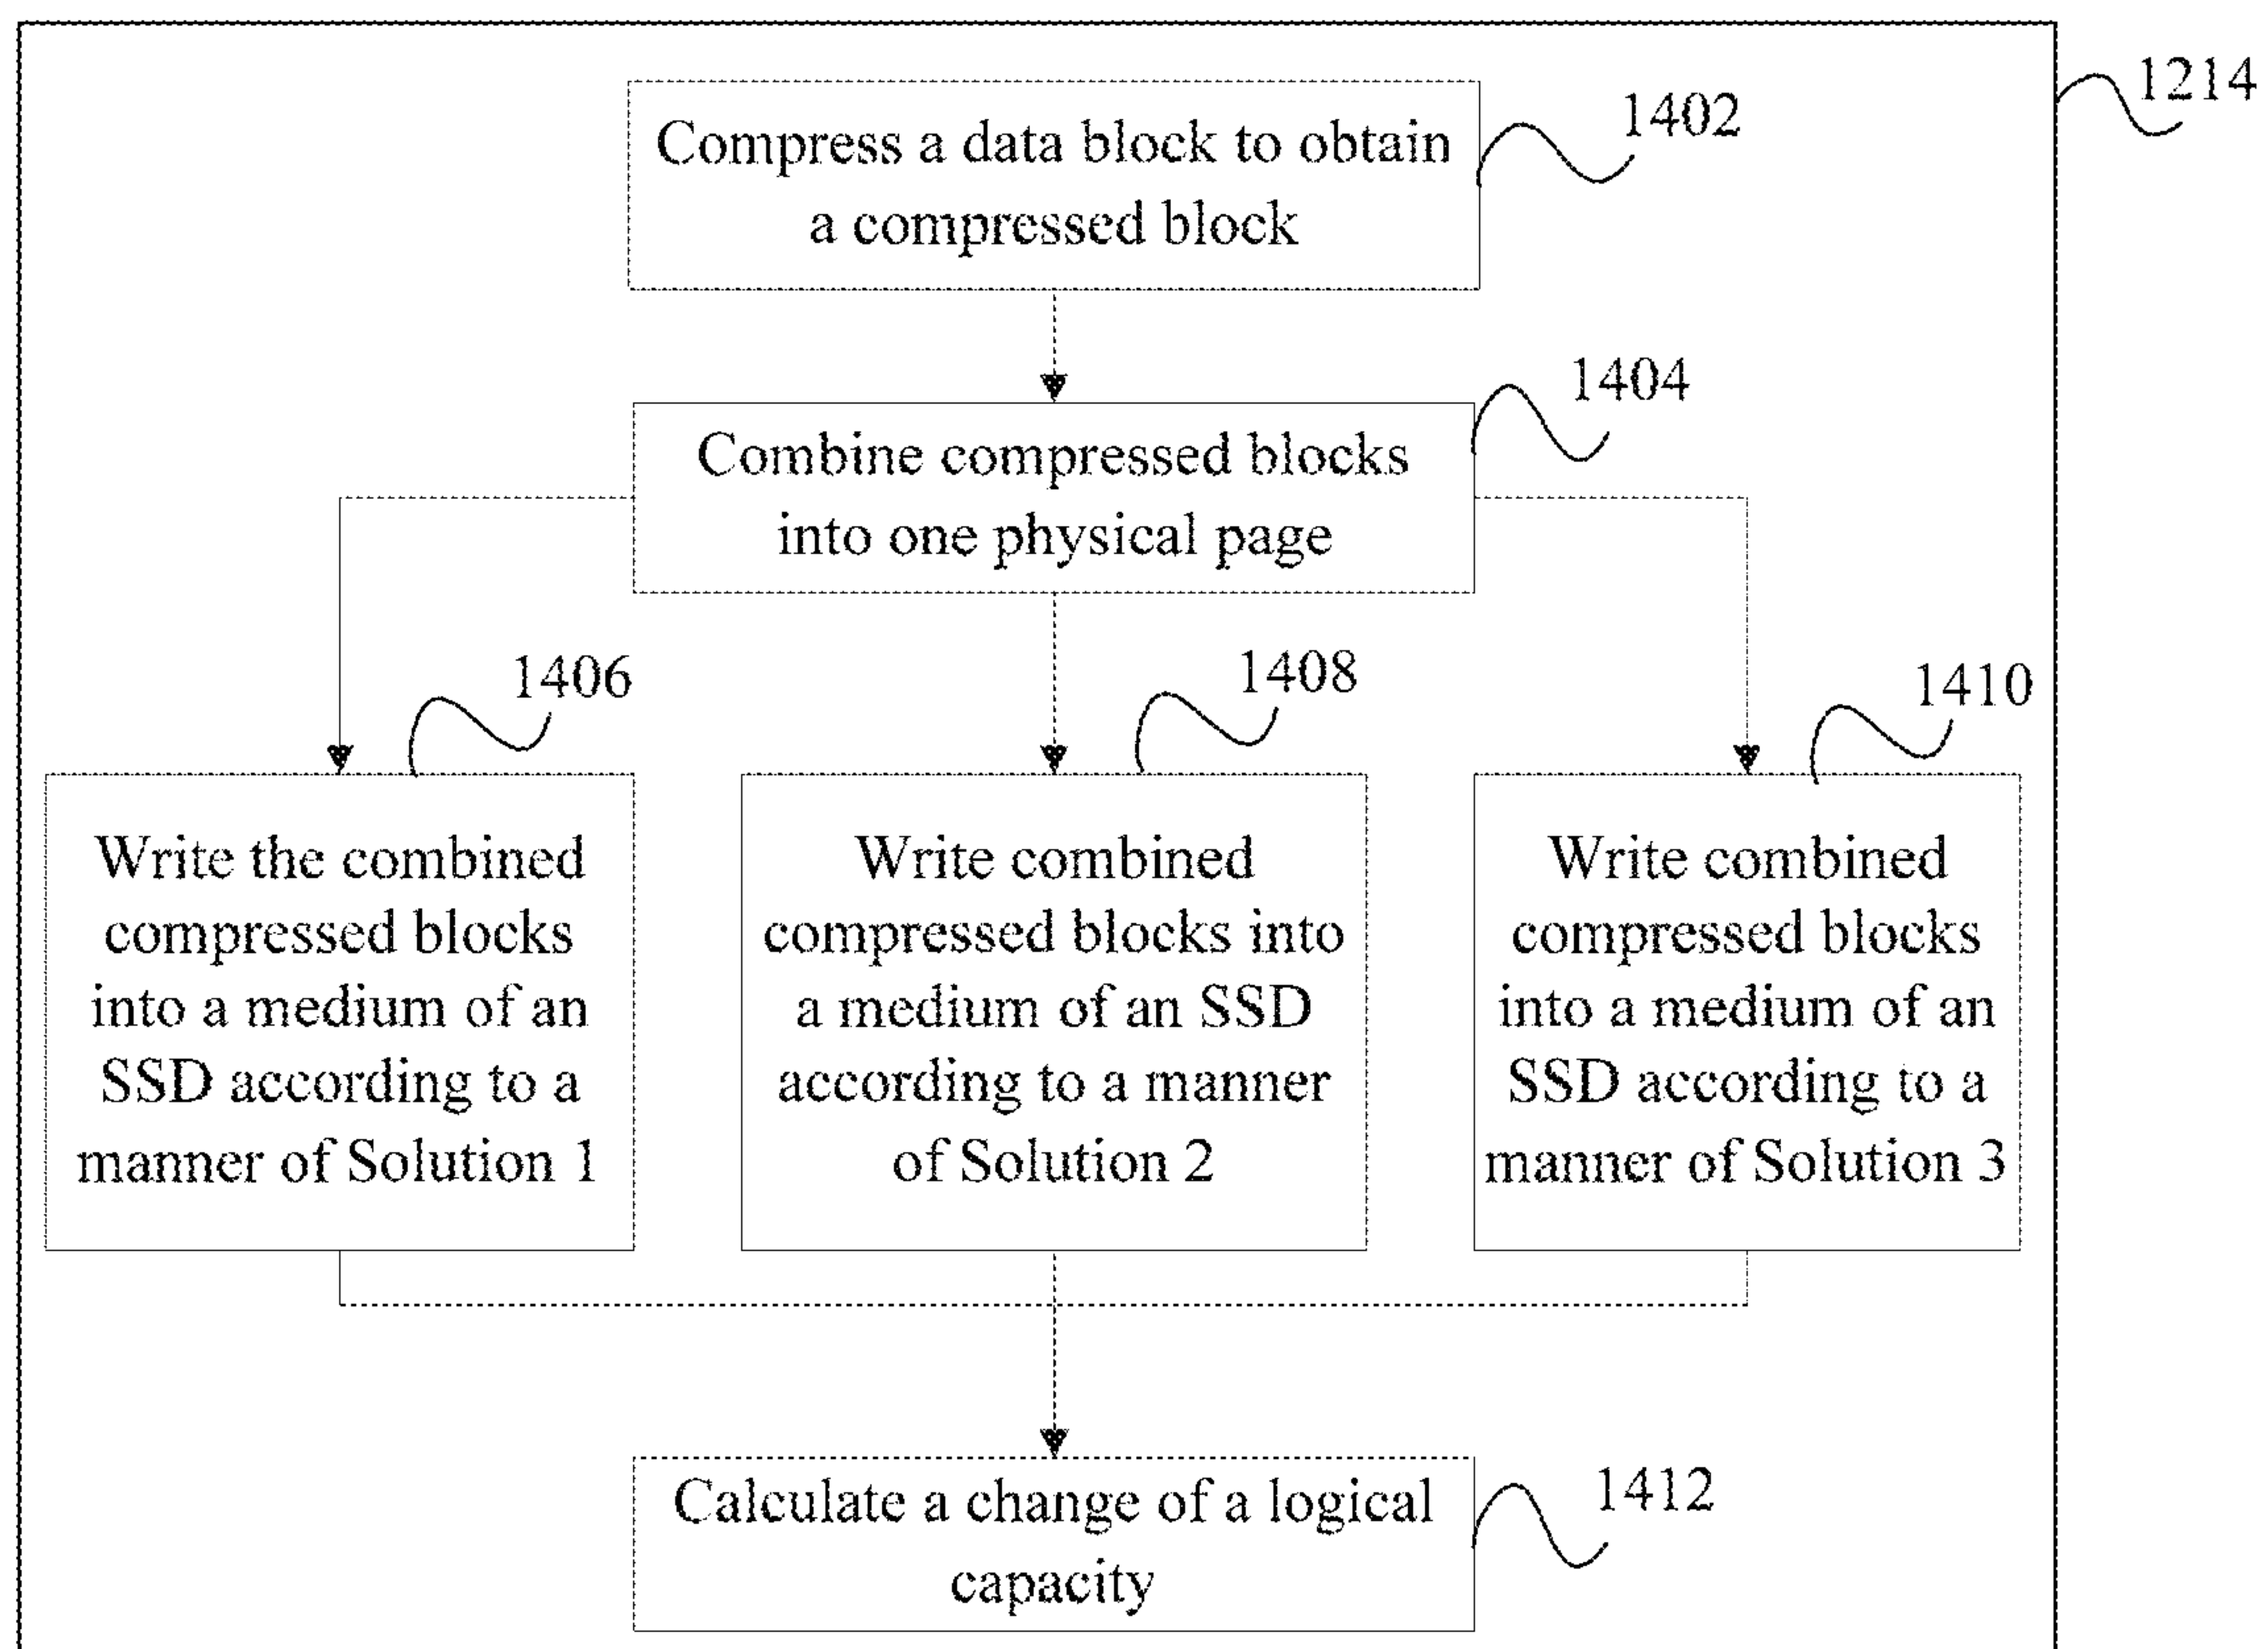 1214
1402
Compress a data block to obtain
a compressed block
1404
Combine compressed blocks
into one physical page
1406
1408
1410
Write the combined
compressed blocks
into a medium of an
SSD according to a
manner of Solution 1
Write combined
compressed blocks into
a medium of an SSD
according to a manner
of Solution 2
Write combined
compressed blocks
into a medium of an
SSD according to a
manner of Solution 3
1412
Calculate a change of a logical
capacity